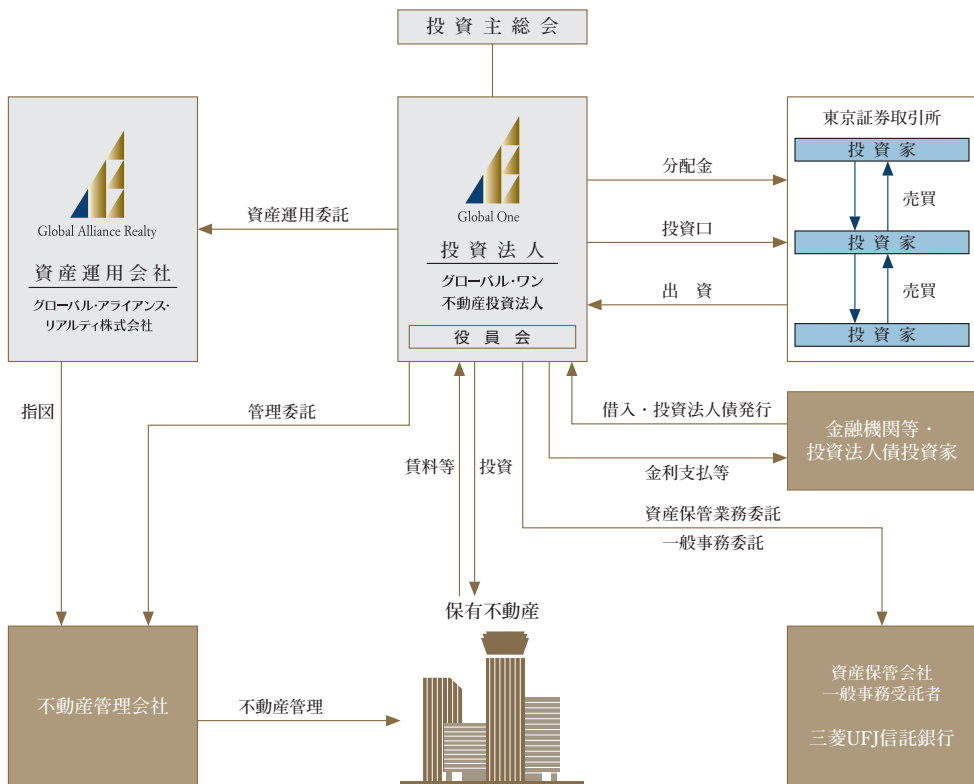 投資主総会
Global Alliance Realty
資産運用会社
グローバル・アライアンス・
リアルティ株式会社
資産運用委託
Global One
投資法人
グローバル・ワン
不動産投資法人
役員会
分配金
投資口
出資
東京証券取引所
投資家
売買
投資家
売買
投資家
指図
管理委託
賃料等
投資
借入・投資法人債発行
金利支払等
金融機関等・
投資法人債投資家
資産保管業務委託
一般事務委託
保有不動産
不動産管理会社
不動産管理
資産保管会社
一般事務受託者
三菱UFJ信託銀行